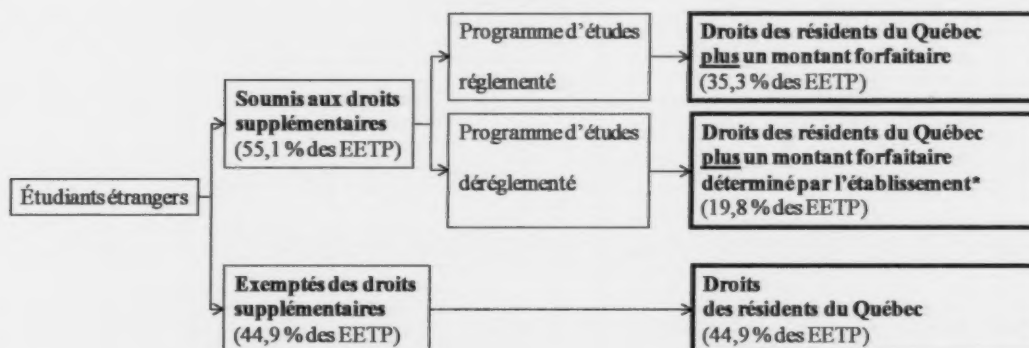 Étudiants étrangers
Soumis aux droits
supplémentaires
(55,1 % des EETP)
Programme d'études
réglementé
Droits des résidents du Québec
plus un montant forfaitaire
(35,3 % des EETP)
Programme d'études
déréglementé
Droits des résidents du Québec
plus un montant forfaitaire
déterminé par l'établissement*
(19,8 % des EETP)
Exemptés des droits
supplémentaires
(44,9 % des EETP)
Droits
des résidents du Québec
(44,9 % des EETP)